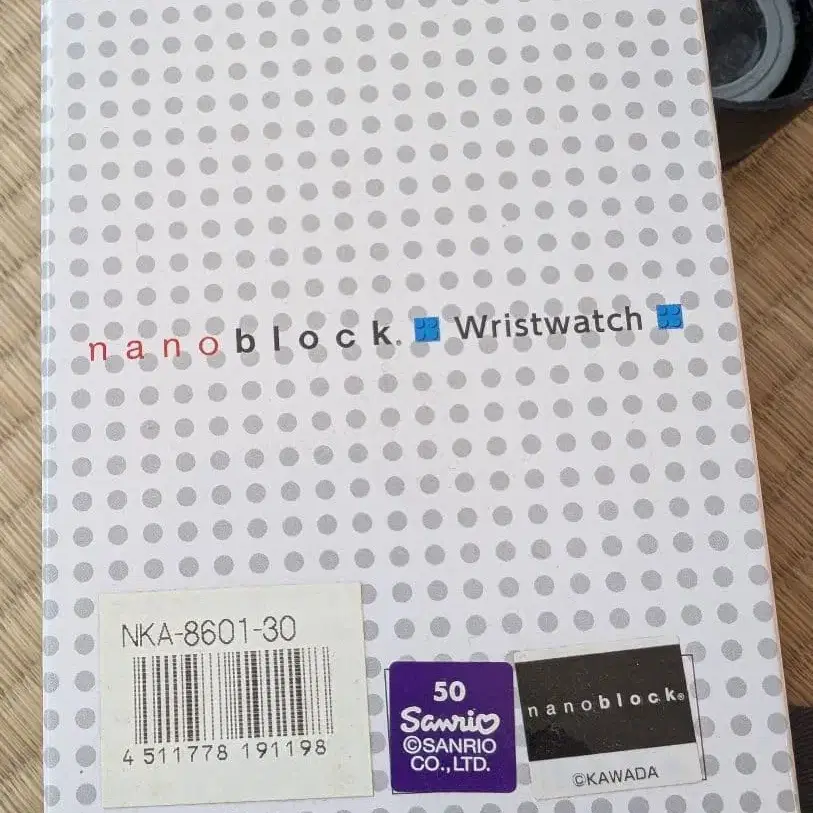 nanoblock. Wristwatch
NKA-8601-30
4 511778 191198
50
Sanrio
©SANRIO
CO.,LTD.
nanoblock®
©KAWADA